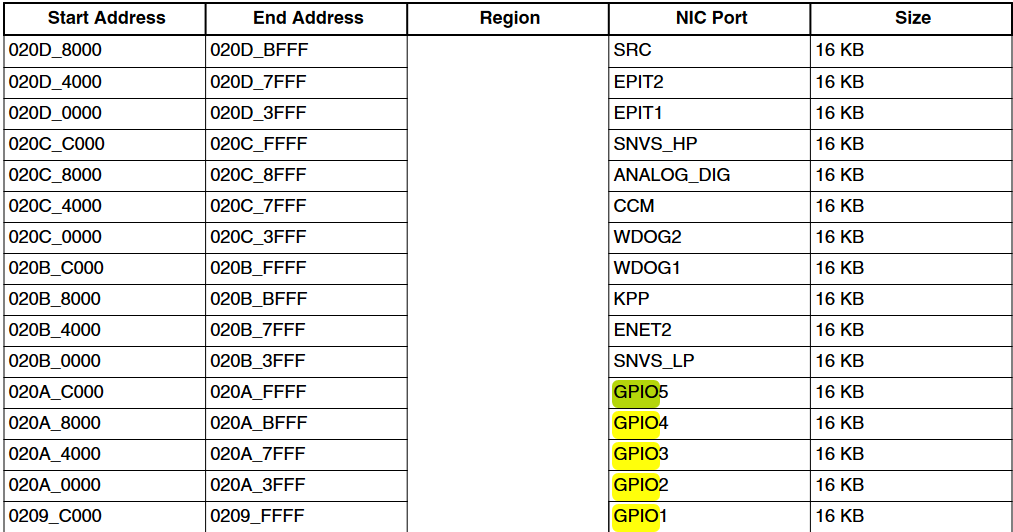 Start Address End Address Region NIC Port Size
020D_8000 020D_BFFF SRC 16 KB
020D_4000 020D_7FFF EPIT2 16 KB
020D_0000 020D_3FFF EPIT1 16 KB
020C_C000 020C_FFFF SNVS_HP 16 KB
020C_8000 020C_8FFF ANALOG_DIG 16 KB
020C_4000 020C_7FFF CCM 16 KB
020C_0000 020C_3FFF WDOG2 16 KB
020B_C000 020B_FFFF WDOG1 16 KB
020B_8000 020B_BFFF KPP 16 KB
020B_4000 020B_7FFF ENET2 16 KB
020B_0000 020B_3FFF SNVS_LP 16 KB
020A_C000 020A_FFFF GPIO5 16 KB
020A_8000 020A_BFFF GPIO4 16 KB
020A_4000 020A_7FFF GPIO3 16 KB
020A_0000 020A_3FFF GPIO2 16 KB
0209_C000 0209_FFFF GPIO1 16 KB